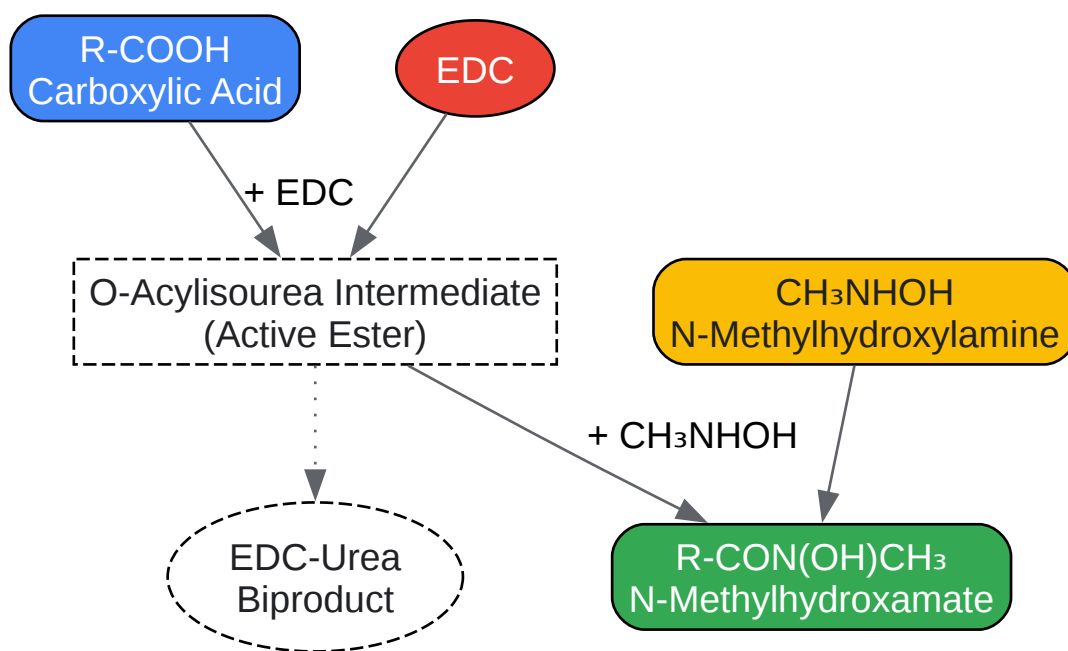 R-COOH
Carboxylic Acid
EDC
+ EDC
O-Acylisourea Intermediate
(Active Ester)
CH₃NHOH
N-Methylhydroxylamine
+ CH₃NHOH
EDC-Urea
Biproduct
R-CON(OH)CH₃
N-Methylhydroxamate